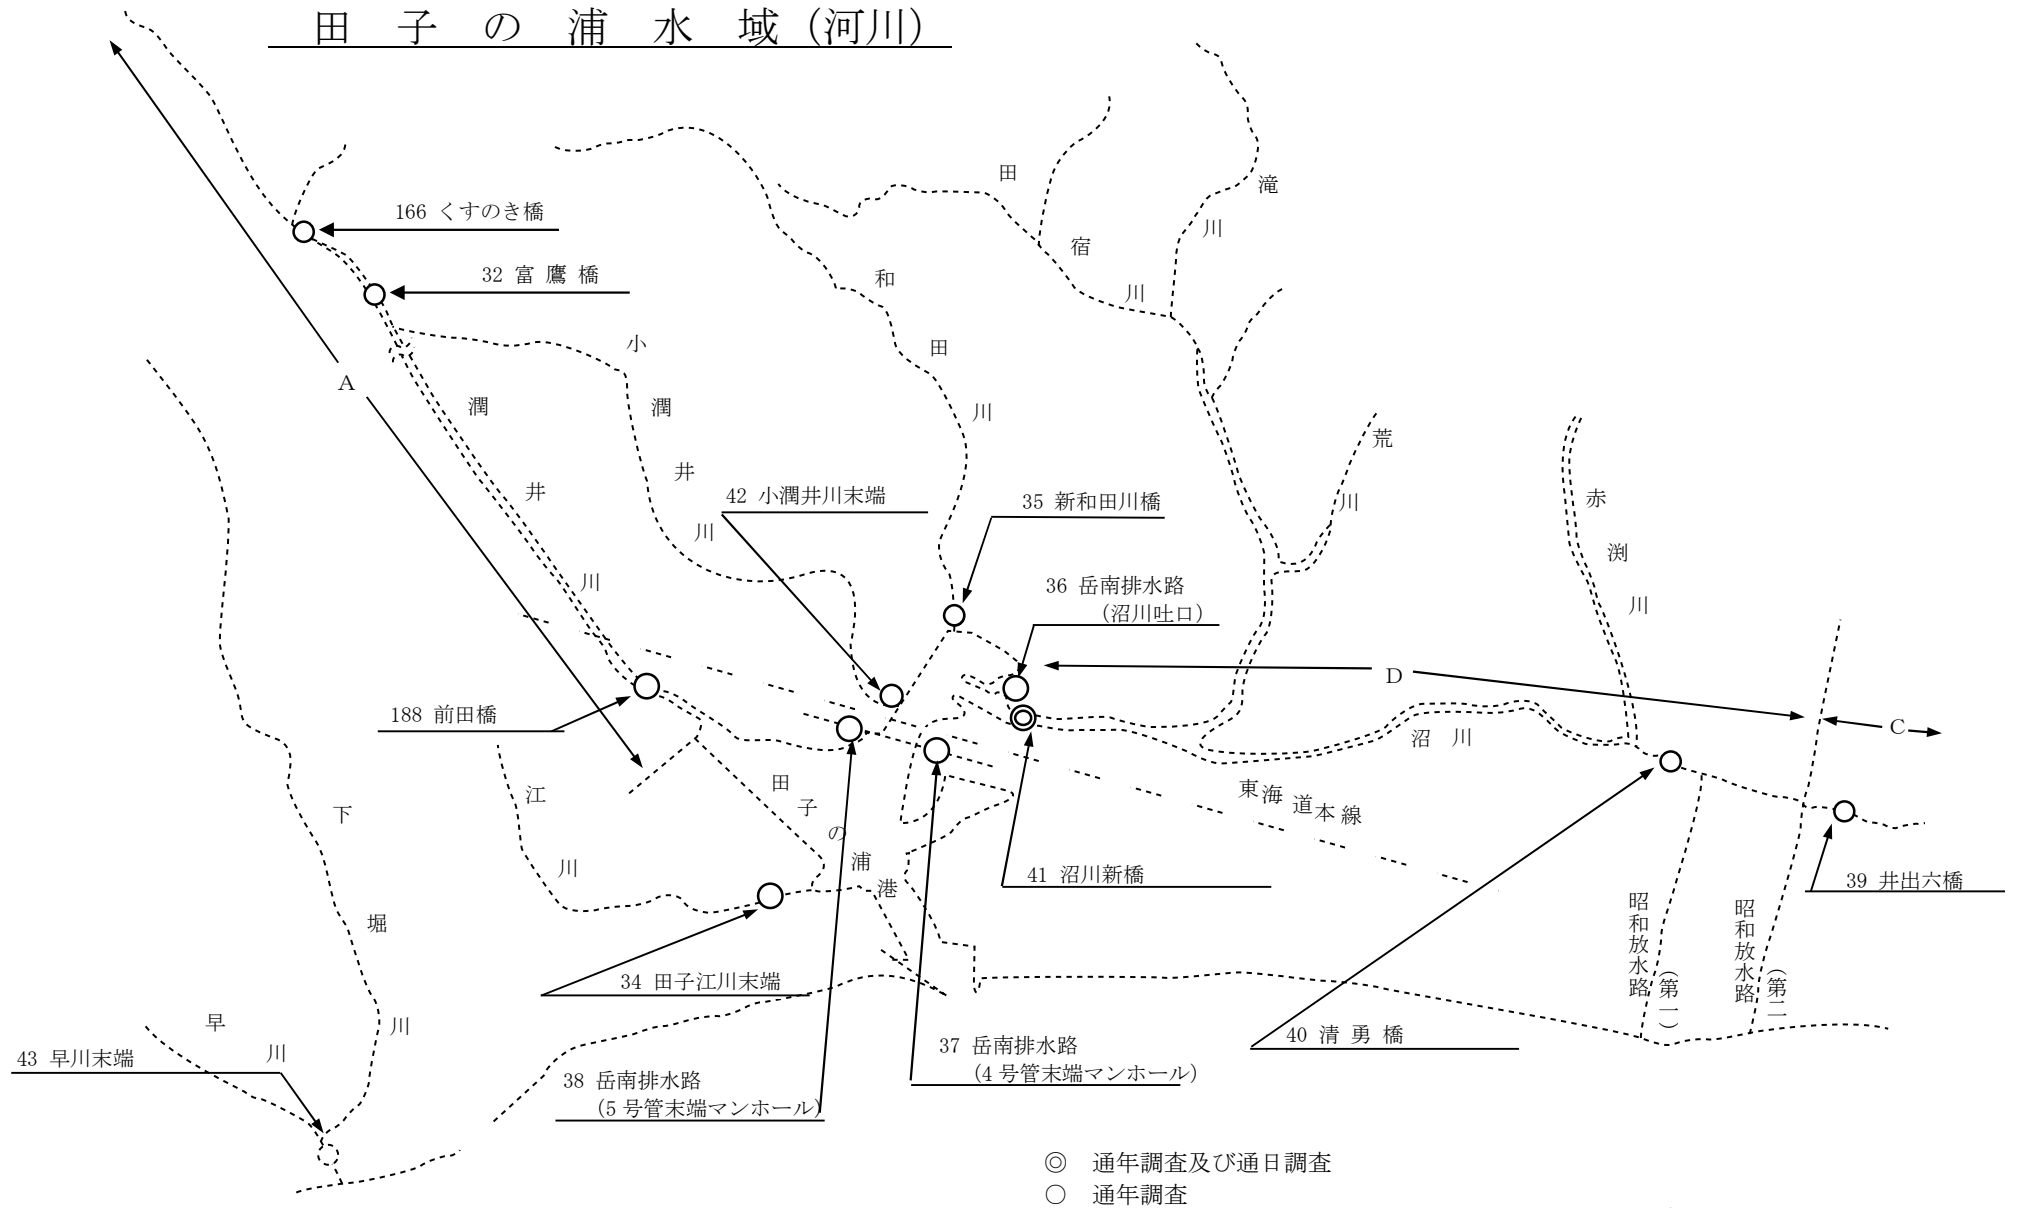 田子の浦水域(河川)
166 くすのき橋
32 富鷹橋
A
潤井川
小潤井川
和田川
田宿川
滝川
荒川
赤渕川
42 小潤井川末端
35 新和田川橋
36 岳南排水路
(沼川吐口)
D
C
188 前田橋
沼川
東海道本線
江川
田子の浦港
下堀川
41 沼川新橋
39 井出六橋
34 田子江川末端
昭和放水路
(第一)
昭和放水路
(第二
早川
43 早川末端
40 清勇橋
37 岳南排水路
(4号管末端マンホール)
38 岳南排水路
(5号管末端マンホール)
◎ 通年調査及び通日調査
○ 通年調査